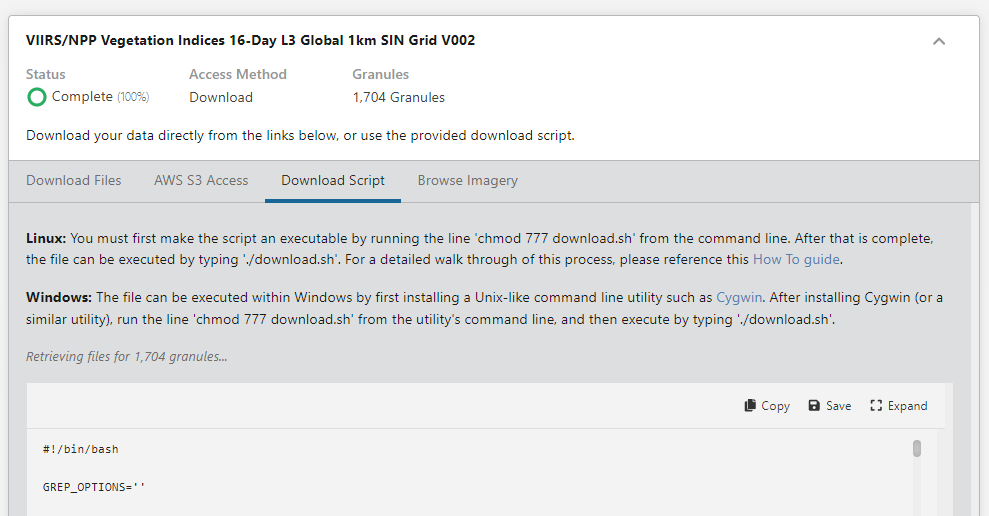 VIIRS/NPP Vegetation Indices 16-Day L3 Global 1km SIN Grid V002
Status Access Method Granules
Complete (100%) Download 1,704 Granules
Download your data directly from the links below, or use the provided download script.
Download Files AWS S3 Access Download Script Browse Imagery
Linux: You must first make the script an executable by running the line 'chmod 777 download.sh' from the command line. After that is complete,
the file can be executed by typing './download.sh'. For a detailed walk through of this process, please reference this How To guide.
Windows: The file can be executed within Windows by first installing a Unix-like command line utility such as Cygwin. After installing Cygwin (or a
similar utility), run the line 'chmod 777 download.sh' from the utility's command line, and then execute by typing './download.sh'.
Retrieving files for 1,704 granules...
Copy Save Expand
#!/bin/bash
GREP_OPTIONS=''